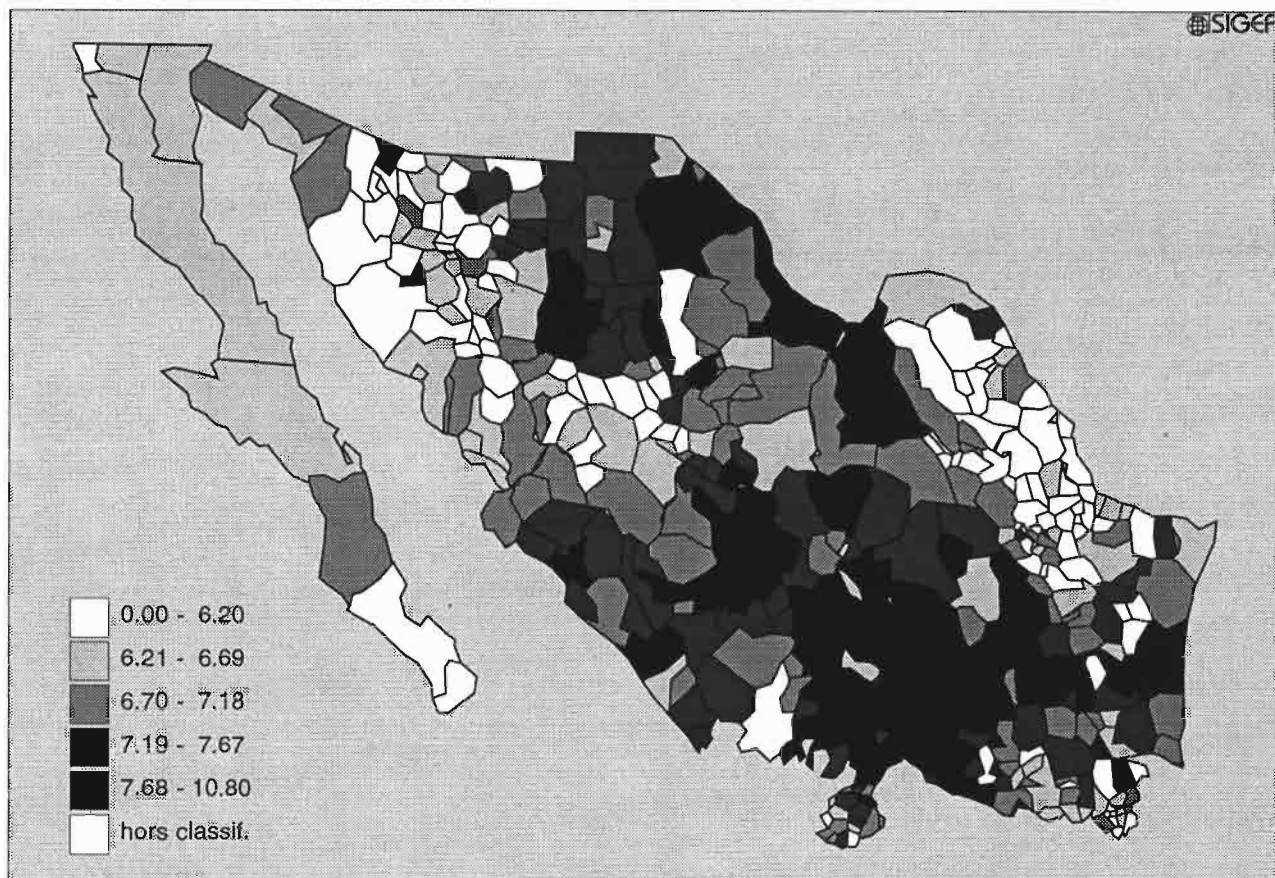 SIGEF
0.00 - 6.20
6.21 - 6.69
6.70 - 7.18
7.19 - 7.67
7.68 - 10.80
hors classif.